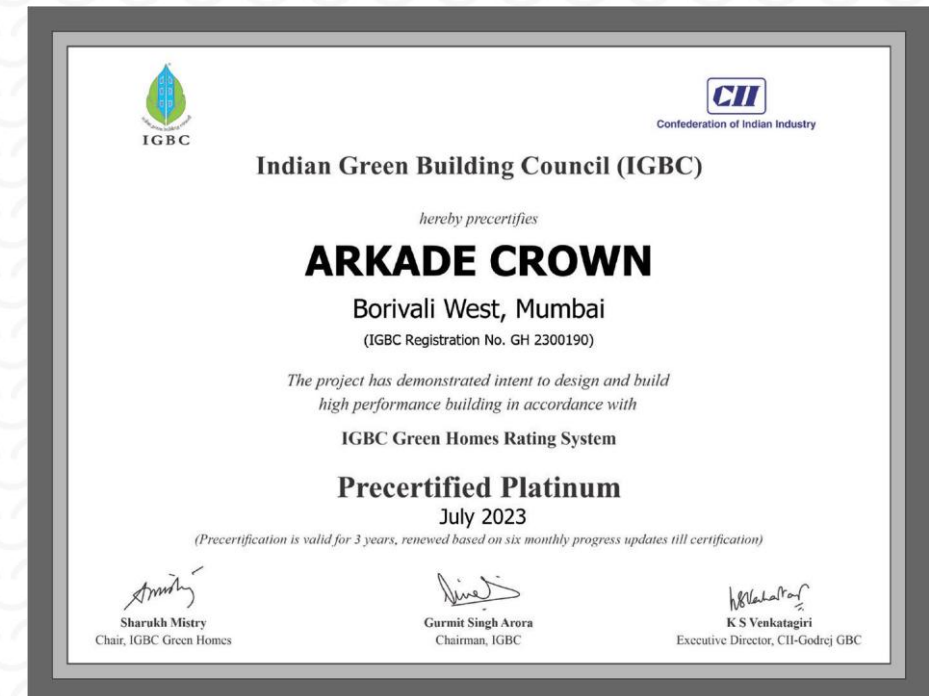 IGBC
CII
Confederation of Indian Industry
Indian Green Building Council (IGBC)
hereby precertifies
ARKADE CROWN
Borivali West, Mumbai
(IGBC Registration No. GH 2300190)
The project has demonstrated intent to design and build
high performance building in accordance with
IGBC Green Homes Rating System
Precertified Platinum
July 2023
(Precertification is valid for 3 years, renewed based on six monthly progress updates till certification)
Sharukh Mistry
Chair, IGBC Green Homes
Gurmit Singh Arora
Chairman, IGBC
K S Venkatagiri
Executive Director, CII-Godrej GBC